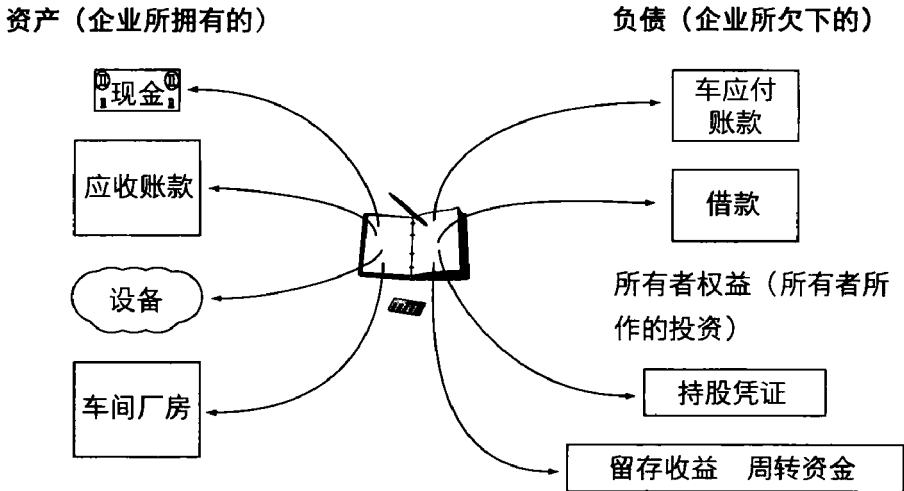 资产（企业所拥有的）
现金
应收账款
设备
车间厂房
负债（企业所欠下的）
车应付
账款
借款
所有者权益（所有者所
作的投资）
持股凭证
留存收益 周转资金